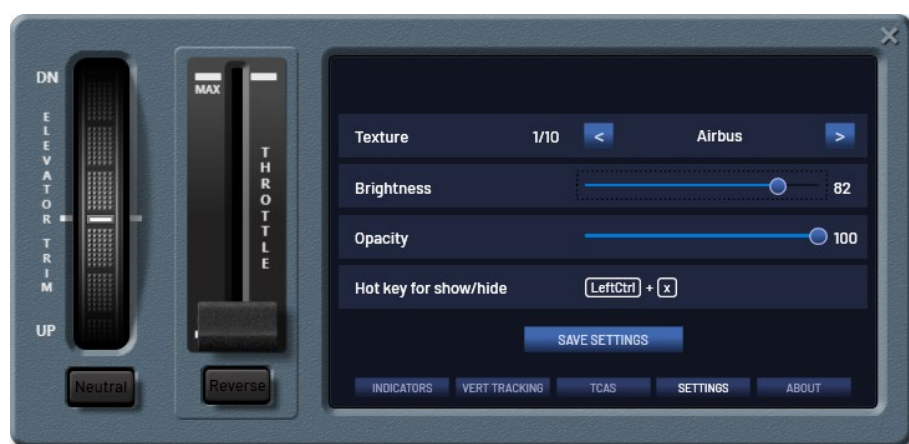 DN
ELEVATOR TRIM
UP
Neutral
MAX
THROTTLE
Reverse
Texture 1/10 < Airbus >
Brightness 82
Opacity 100
Hot key for show/hide LeftCtrl + x
SAVE SETTINGS
INDICATORS VERT TRACKING TCAS SETTINGS ABOUT